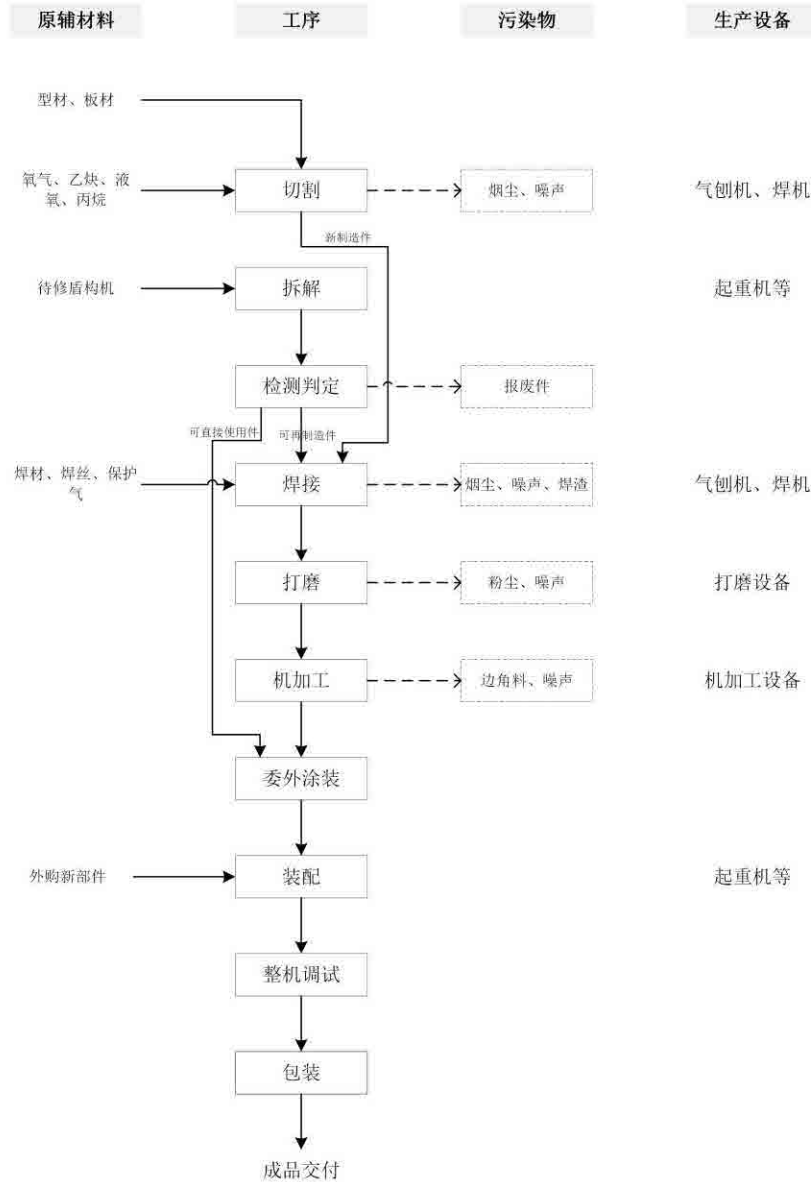 原辅材料
工序
污染物
生产设备
型材、板材
氧气、乙炔、液
氧、丙烷
切割
烟尘、噪声
气刨机、焊机
新制造件
待修盾构机
拆解
起重机等
检测判定
报废件
可直接使用件
可再制造件
焊材、焊丝、保护
气
焊接
烟尘、噪声、焊渣
气刨机、焊机
打磨
粉尘、噪声
打磨设备
机加工
边角料、噪声
机加工设备
委外涂装
外购新部件
装配
起重机等
整机调试
包装
成品交付